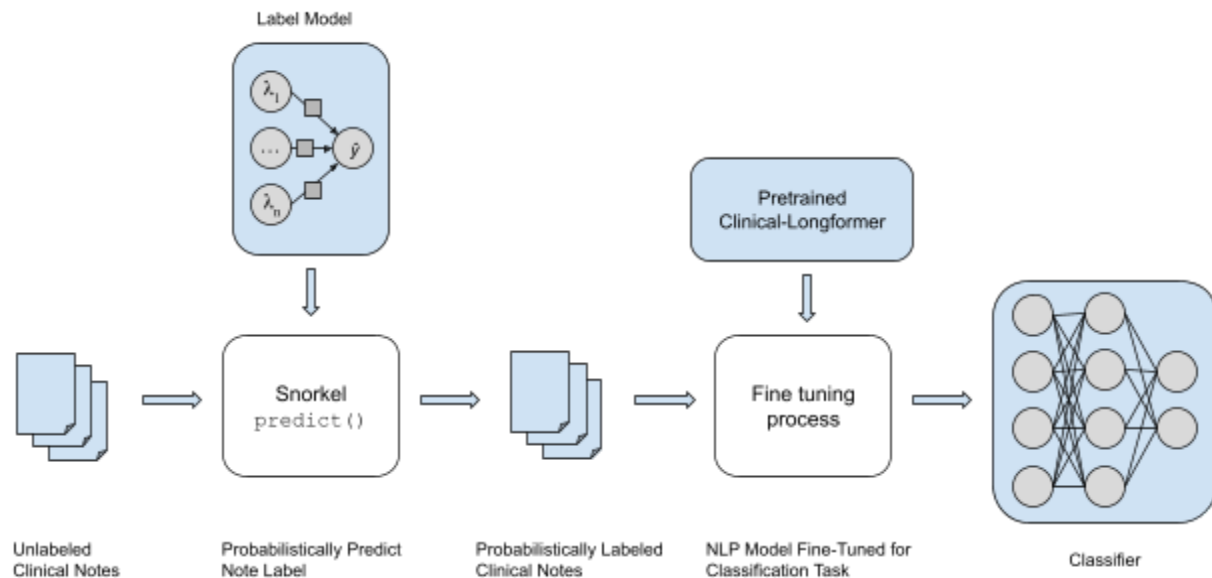 Label Model
λ1
...
λn
ŷ
Pretrained
Clinical-Longformer
Snorkel
predict()
Fine tuning
process
Unlabeled
Clinical Notes
Probabilistically Predict
Note Label
Probabilistically Labeled
Clinical Notes
NLP Model Fine-Tuned for
Classification Task
Classifier